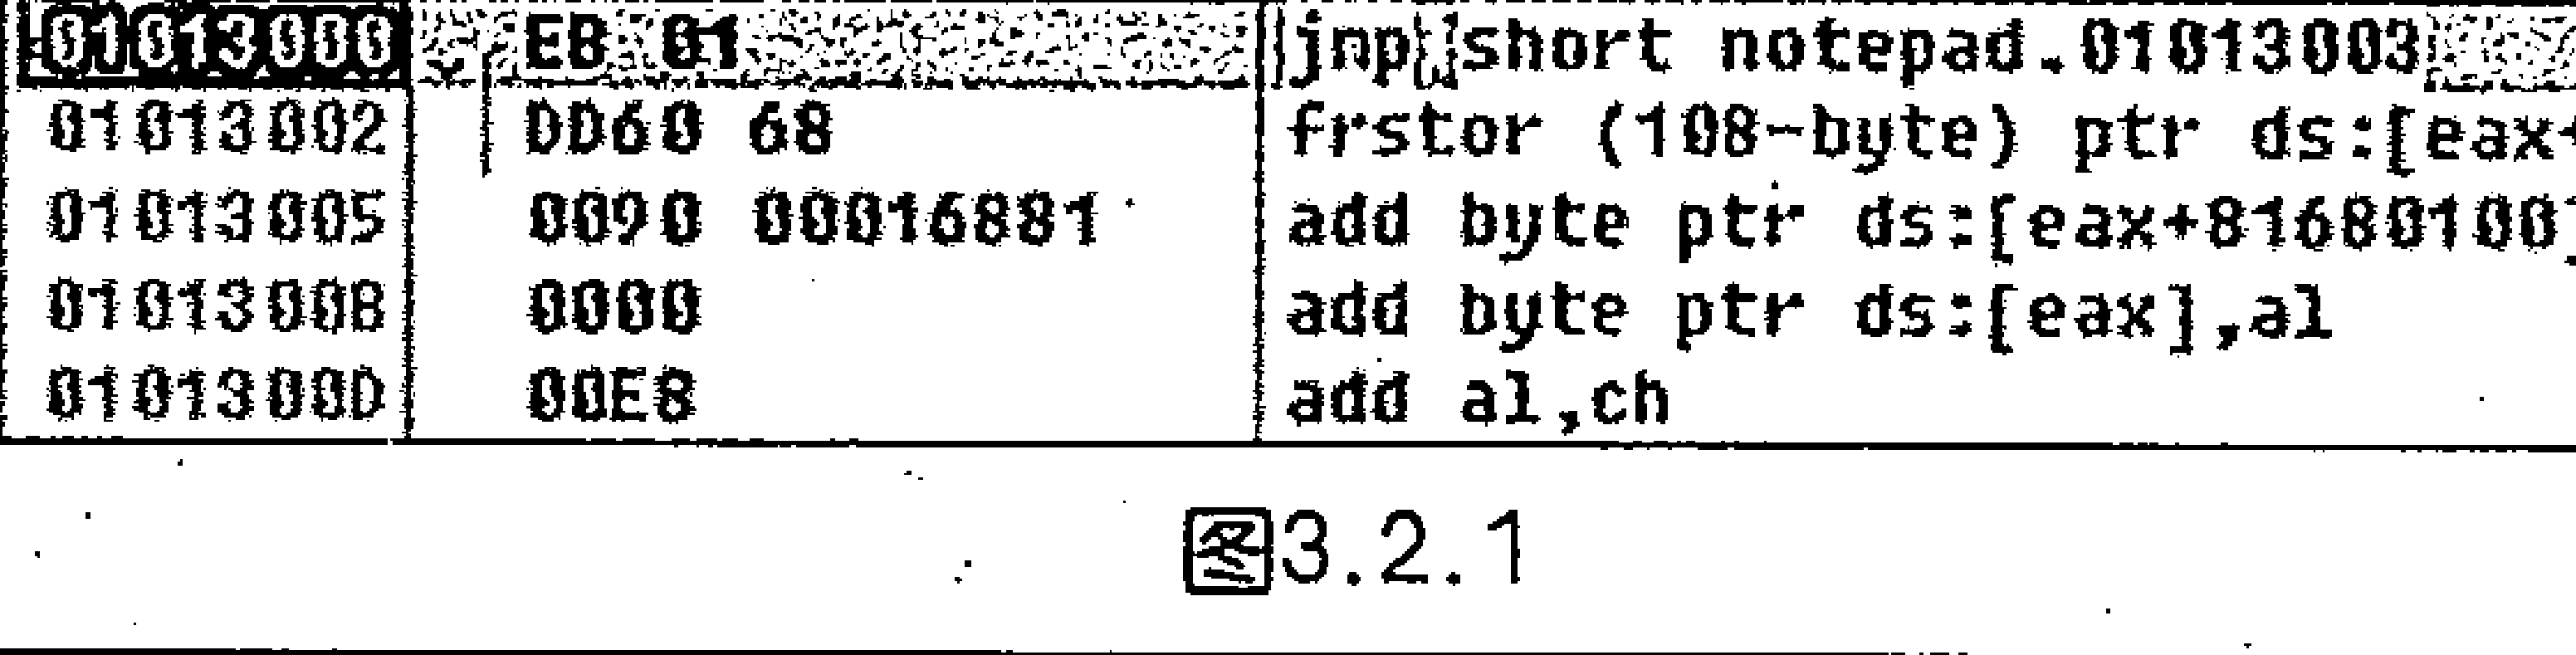 01013000 EB 01 jmp short notepad.01013003
01013002 DD60 68 frstor (108-byte) ptr ds:[eax+
01013005 0090 00016881 add byte ptr ds:[eax+81680100]
0101300B 0000 add byte ptr ds:[eax],al
0101300D 00E8 add al,ch
图3.2.1